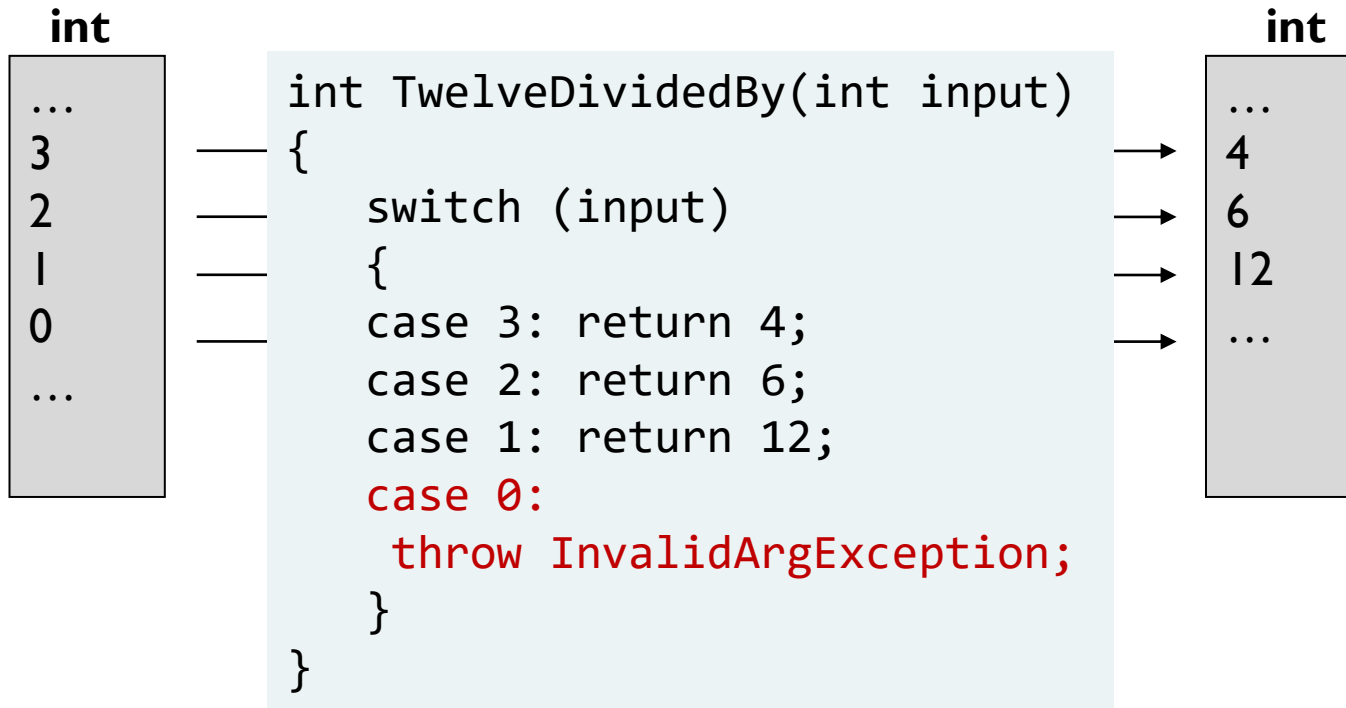 int
…
3
2
1
0
…
int TwelveDividedBy(int input)
{
switch (input)
{
case 3: return 4;
case 2: return 6;
case 1: return 12;
case 0:
throw InvalidArgException;
}
}
int
…
4
6
12
…